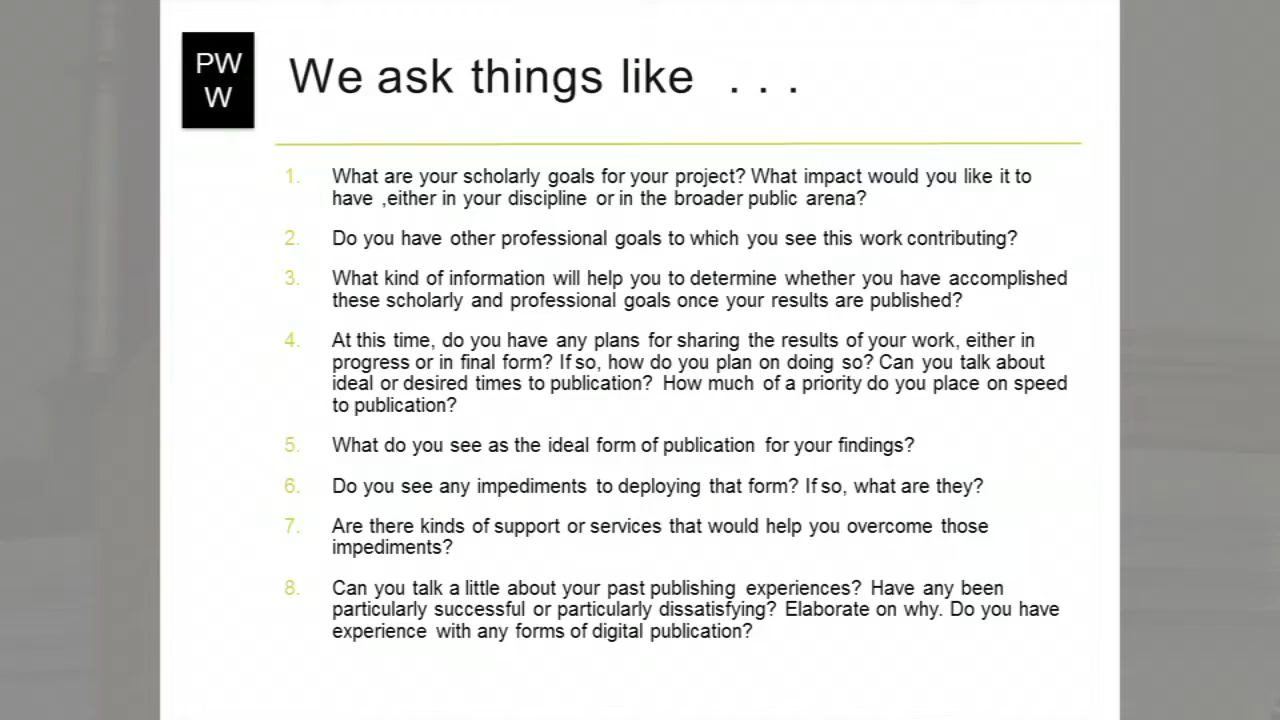 PW
W
We ask things like . . .
1. What are your scholarly goals for your project? What impact would you like it to
have ,either in your discipline or in the broader public arena?
2. Do you have other professional goals to which you see this work contributing?
3. What kind of information will help you to determine whether you have accomplished
these scholarly and professional goals once your results are published?
4. At this time, do you have any plans for sharing the results of your work, either in
progress or in final form? If so, how do you plan on doing so? Can you talk about
ideal or desired times to publication? How much of a priority do you place on speed
to publication?
5. What do you see as the ideal form of publication for your findings?
6. Do you see any impediments to deploying that form? If so, what are they?
7. Are there kinds of support or services that would help you overcome those
impediments?
8. Can you talk a little about your past publishing experiences? Have any been
particularly successful or particularly dissatisfying? Elaborate on why. Do you have
experience with any forms of digital publication?